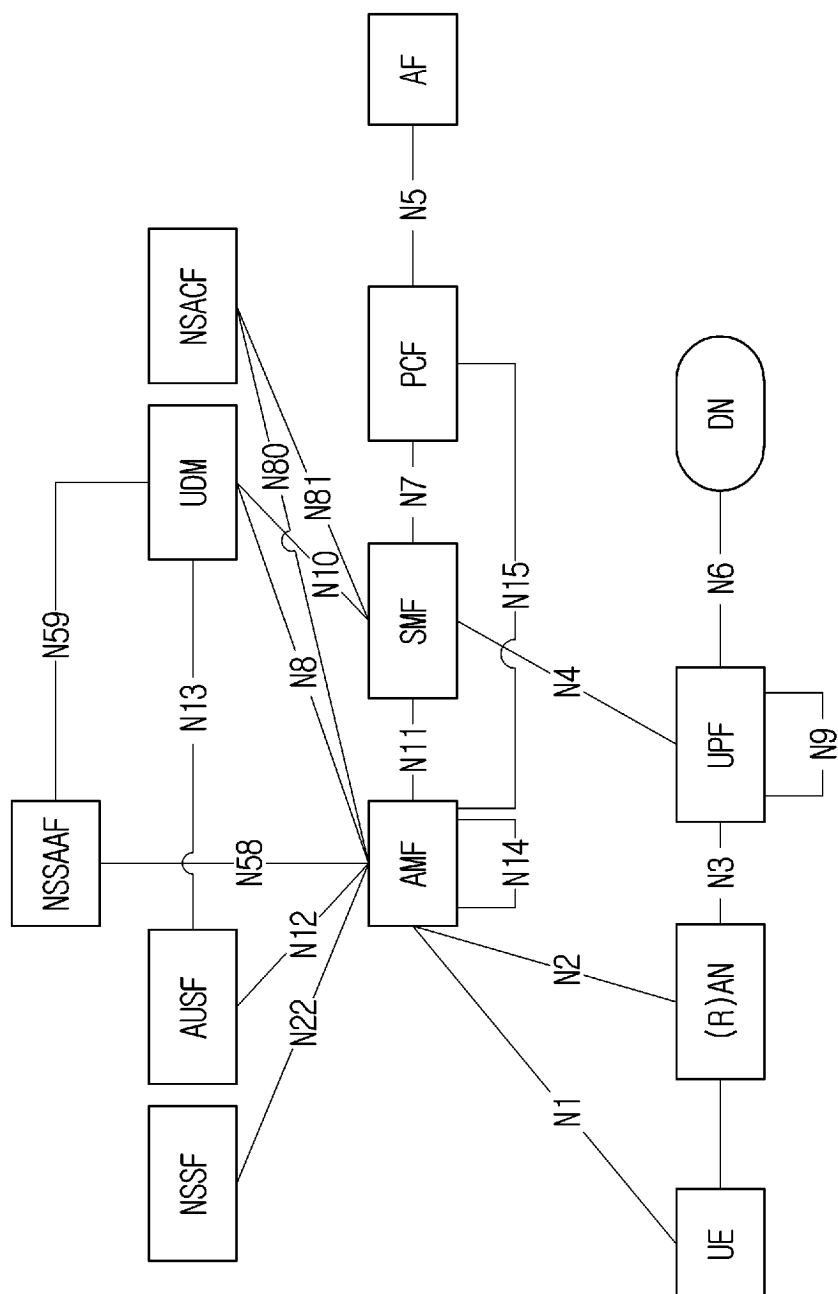 NSSAAF
N59
NSSF
AUSF
N13
UDM
NSACF
N22
N12
N58
N8
N10
N80
N81
AMF
N11
SMF
N7
PCF
N5
AF
N14
N15
N1
N2
N4
UE
(R)AN
N3
UPF
N6
DN
N9